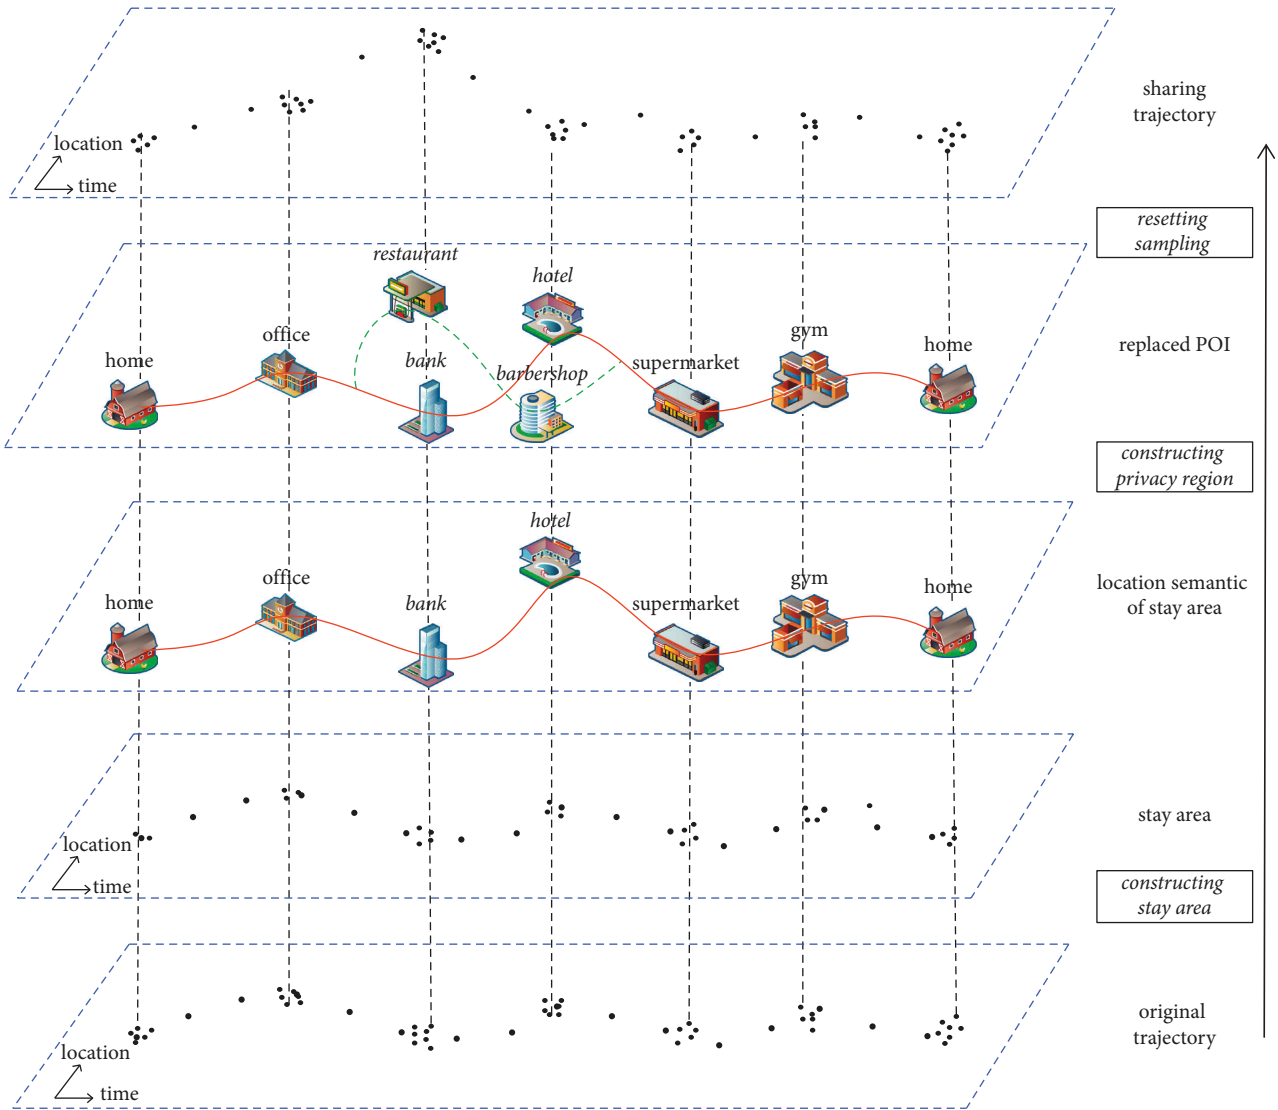 sharing
trajectory
location
time
resetting
sampling
restaurant
hotel
office
gym
home
bank
barbershop
supermarket
home
replaced POI
constructing
privacy region
hotel
office
gym
home
bank
supermarket
home
location semantic
of stay area
stay area
location
time
constructing
stay area
original
trajectory
location
time